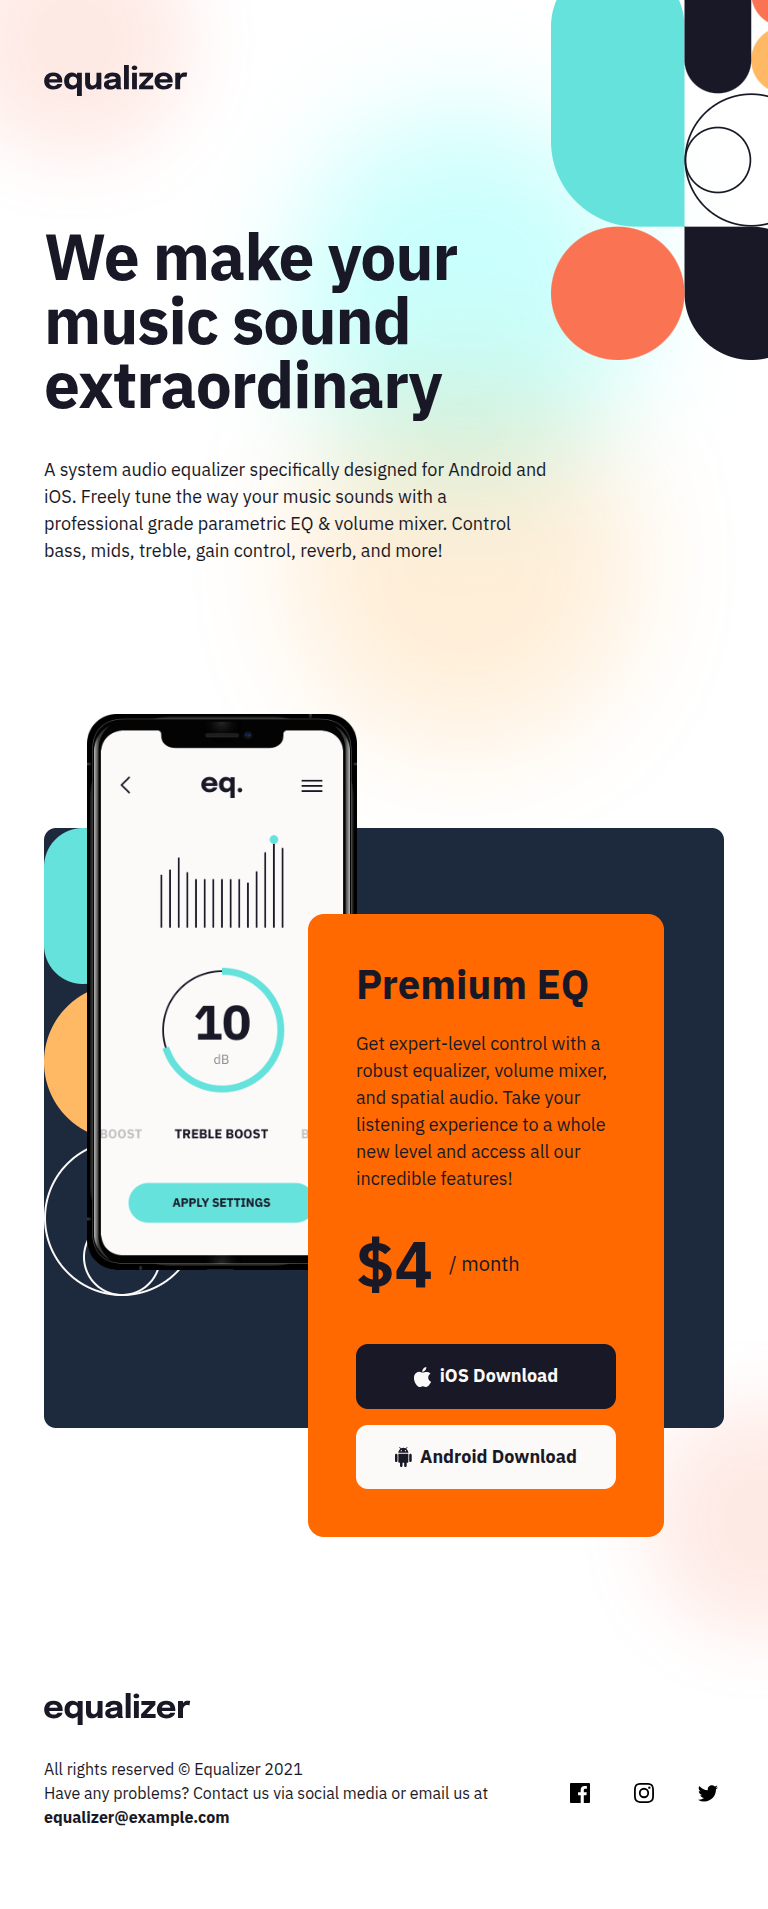 equalizer
We make your
music sound
extraordinary
A system audio equalizer specifically designed for Android and
iOS. Freely tune the way your music sounds with a
professional grade parametric EQ & volume mixer. Control
bass, mids, treble, gain control, reverb, and more!
eq.
10
dB
BOOST TREBLE BOOST B
APPLY SETTINGS
Premium EQ
Get expert-level control with a
robust equalizer, volume mixer,
and spatial audio. Take your
listening experience to a whole
new level and access all our
incredible features!
$4 / month
iOS Download
Android Download
equalizer
All rights reserved © Equalizer 2021
Have any problems? Contact us via social media or email us at
equalizer@example.com